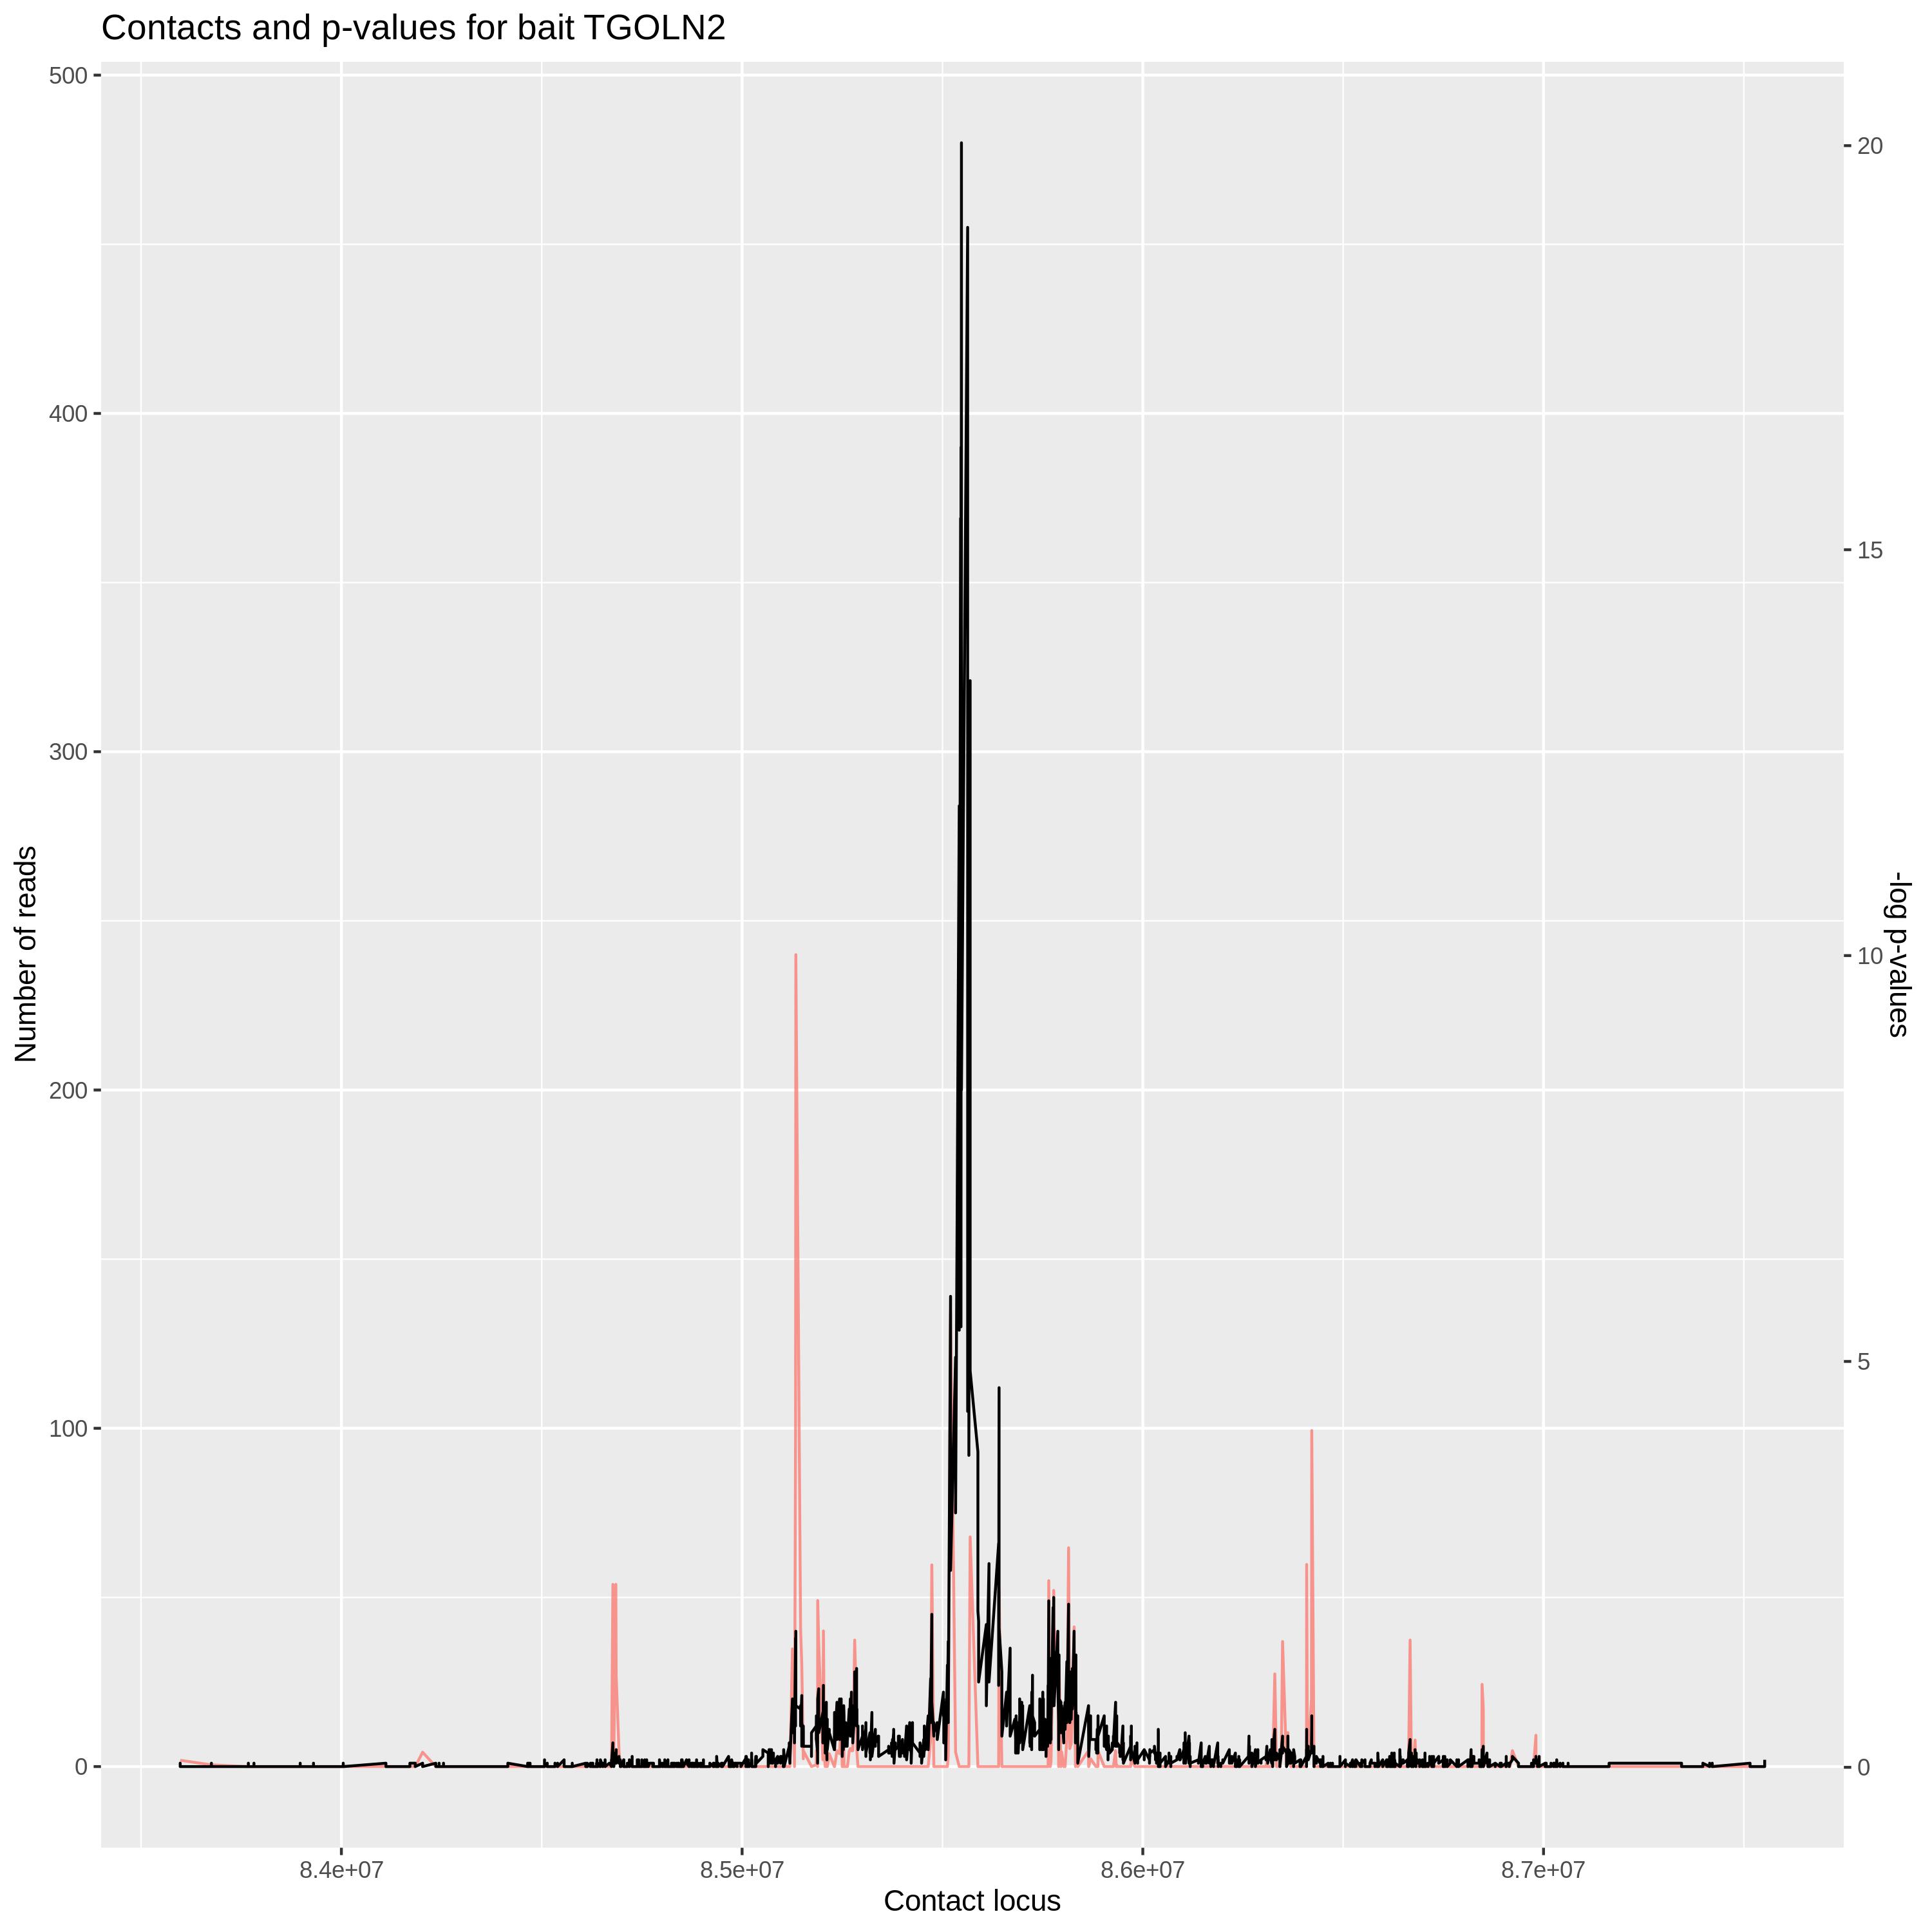 Contacts and p-values for bait TGOLN2
500
400
300
200
100
0
Number of reads
20
15
10
5
0
-log p-values
8.4e+07
8.5e+07
8.6e+07
8.7e+07
Contact locus